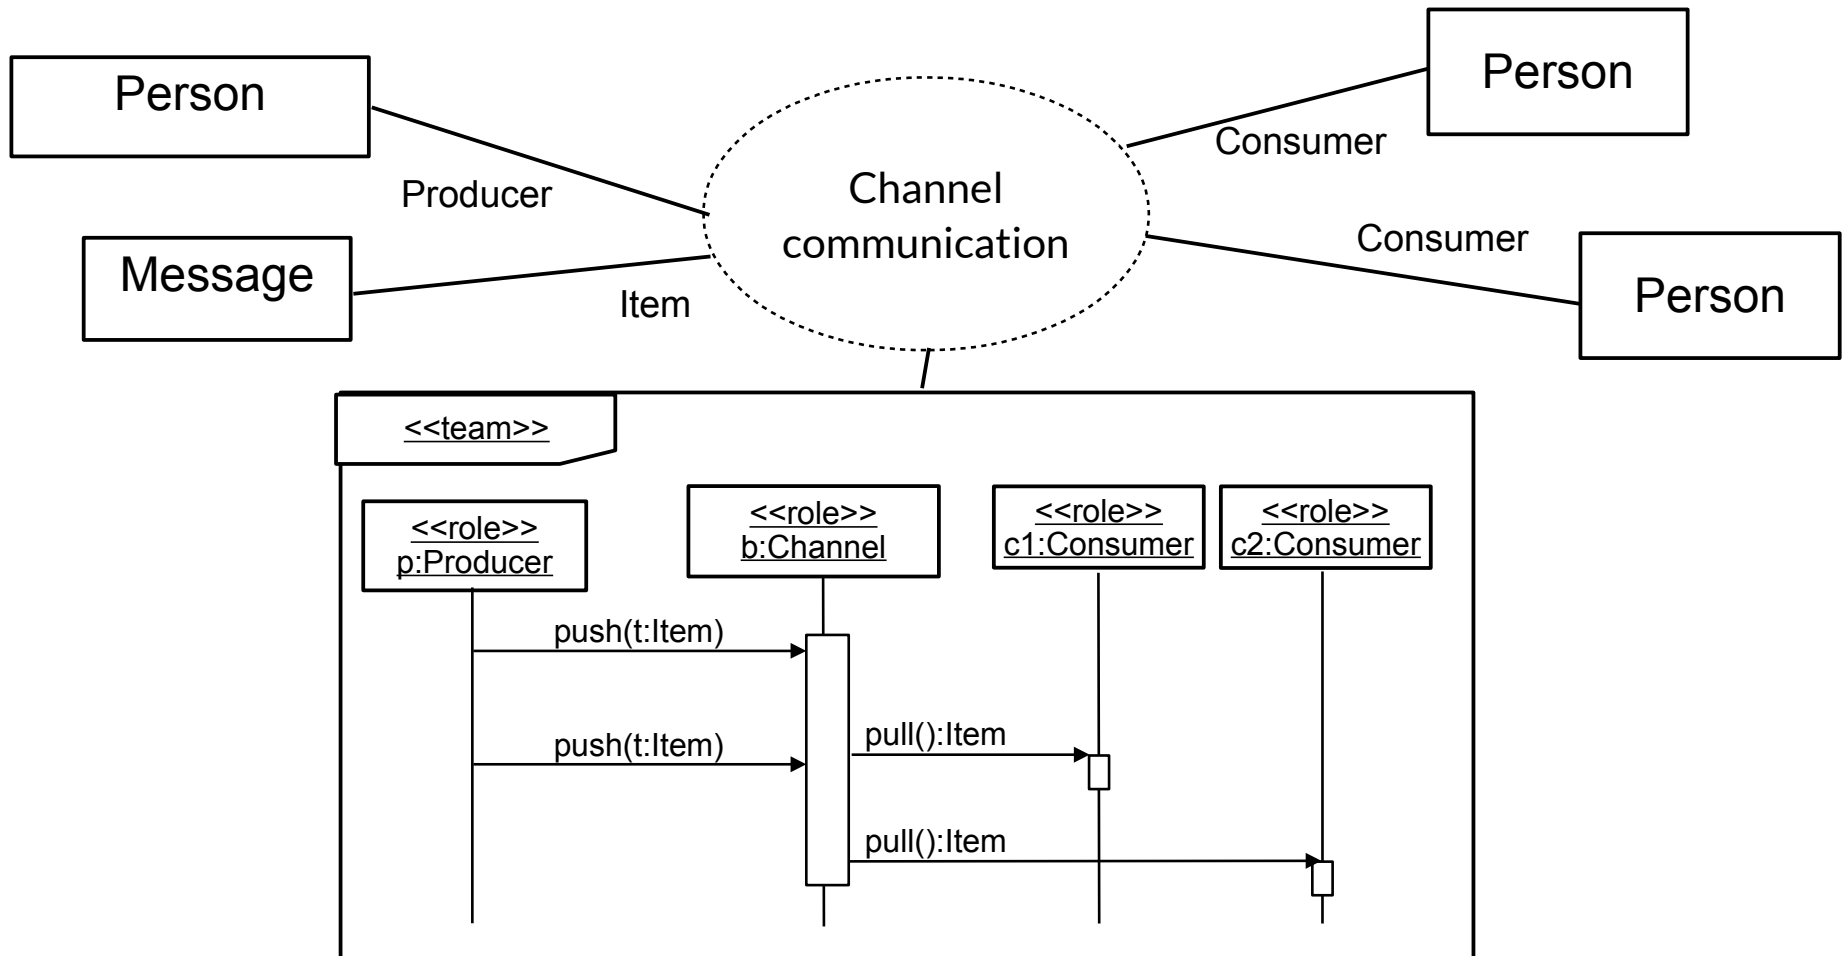 Person
Person
Consumer
Channel
communication
Producer
Consumer
Message
Item
Person
<<team>>
<<role>>
p:Producer
<<role>>
b:Channel
<<role>>
c1:Consumer
<<role>>
c2:Consumer
push(t:Item)
push(t:Item)
pull():Item
pull():Item